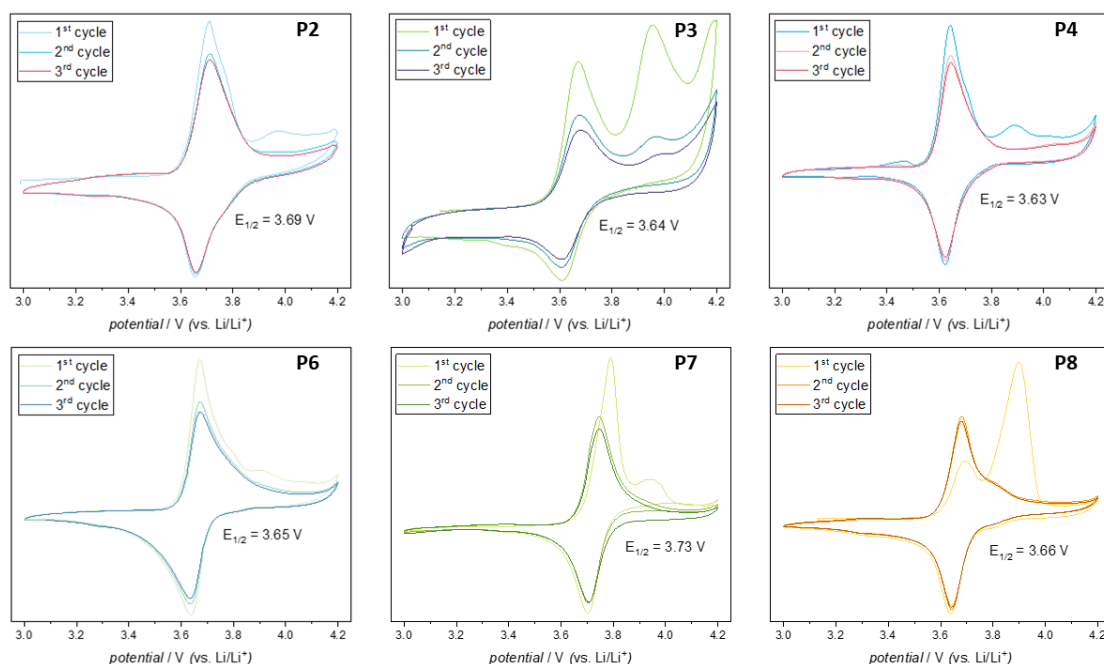 P2
1st cycle
2nd cycle
3rd cycle
E1/2 = 3.69 V
3.0 3.2 3.4 3.6 3.8 4.0 4.2
potential / V (vs. Li/Li+)
P3
1st cycle
2nd cycle
3rd cycle
E1/2 = 3.64 V
3.0 3.2 3.4 3.6 3.8 4.0 4.2
potential / V (vs. Li/Li+)
P4
1st cycle
2nd cycle
3rd cycle
E1/2 = 3.63 V
3.0 3.2 3.4 3.6 3.8 4.0 4.2
potential / V (vs. Li/Li+)
P6
1st cycle
2nd cycle
3rd cycle
E1/2 = 3.65 V
3.0 3.2 3.4 3.6 3.8 4.0 4.2
potential / V (vs. Li/Li+)
P7
1st cycle
2nd cycle
3rd cycle
E1/2 = 3.73 V
3.0 3.2 3.4 3.6 3.8 4.0 4.2
potential / V (vs. Li/Li+)
P8
1st cycle
2nd cycle
3rd cycle
E1/2 = 3.66 V
3.0 3.2 3.4 3.6 3.8 4.0 4.2
potential / V (vs. Li/Li+)